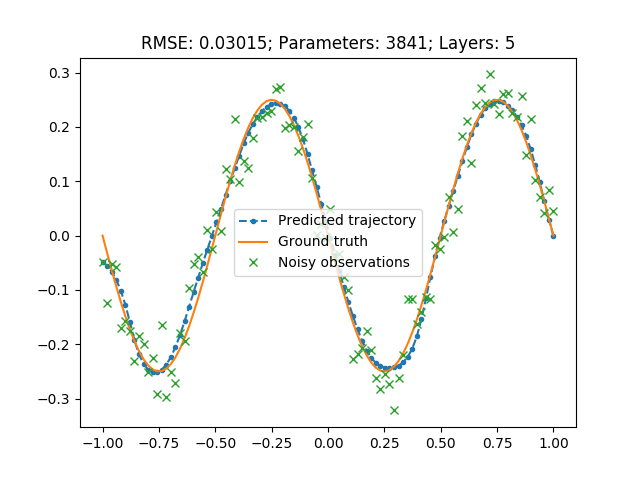 RMSE: 0.03015; Parameters: 3841; Layers: 5
0.3
0.2
0.1
0.0
−0.1
−0.2
−0.3
Predicted trajectory
Ground truth
Noisy observations
−1.00 −0.75 −0.50 −0.25 0.00 0.25 0.50 0.75 1.00